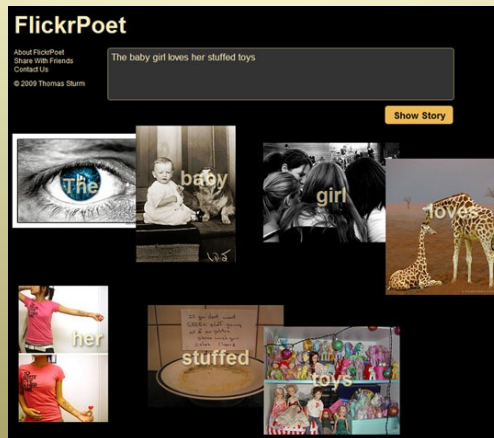 FlickrPoet
About FlickrPoet
Share With Friends
Contact Us
© 2009 Thomas Sturm
The baby girl loves her stuffed toys
Show Story
The
baby
girl
loves
her
stuffed
toys